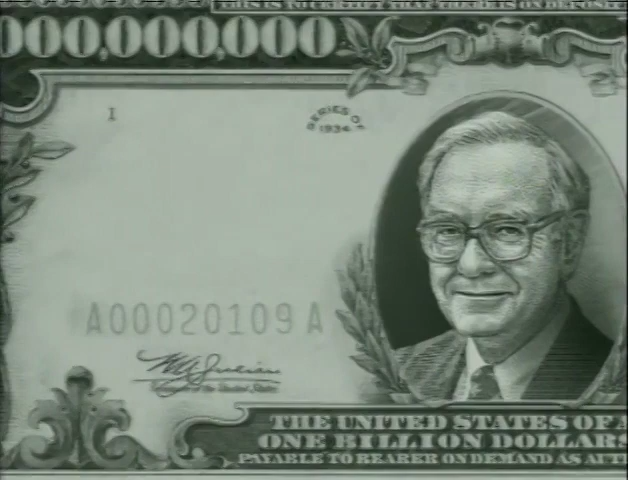 THIS IS TO CERTIFY THAT THERE IS ON DEPOSIT
000,000,000
I
SERIES OF
1934
A00020109A
THE UNITED STATES OF A
ONE BILLION DOLLARS
PAYABLE TO BEARER ON DEMAND AS AUT